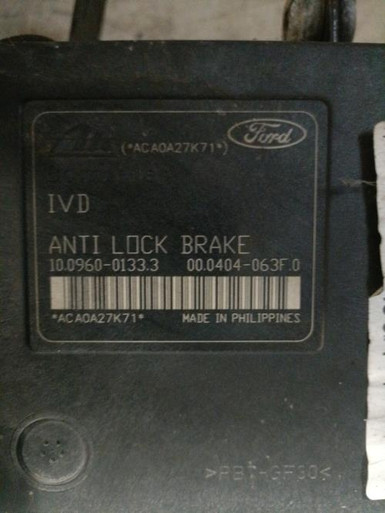 Ate (*ACA0A27K71*) Ford
IVD
ANTI LOCK BRAKE
10.0960-0133.3 00.0404-063F.0
*ACA0A27K71* MADE IN PHILIPPINES
>PBT-GF30<